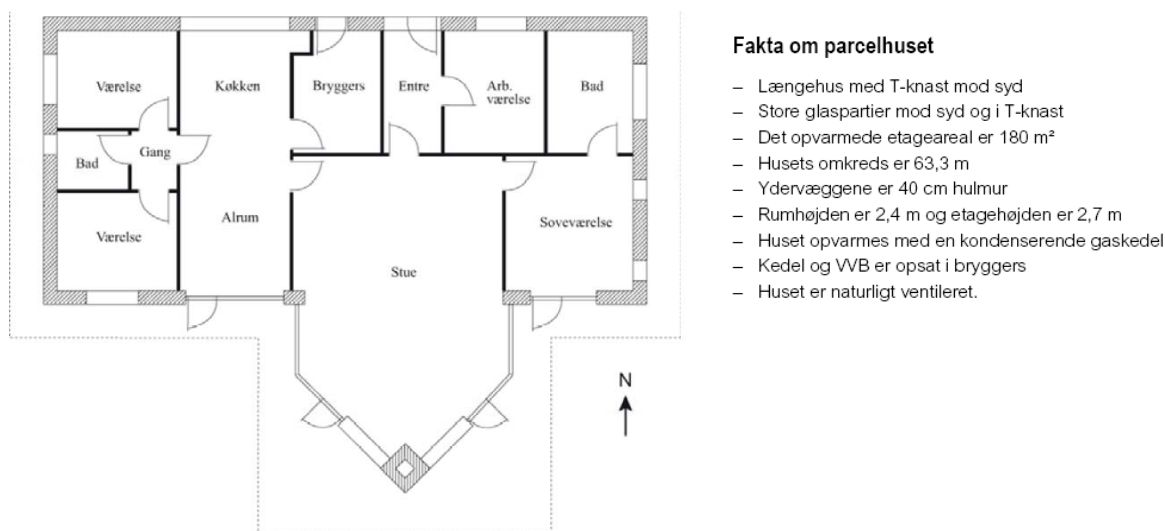 Værelse
Køkken
Bryggers
Entre
Arb.
værelse
Bad
Bad
Gang
Værelse
Alrum
Stue
Soveværelse
N
Fakta om parcelhuset
– Længehus med T-knast mod syd
– Store glaspartier mod syd og i T-knast
– Det opvarmede etageareal er 180 m²
– Husets omkreds er 63,3 m
– Ydervæggene er 40 cm hulmur
– Rumhøjden er 2,4 m og etagehøjden er 2,7 m
– Huset opvarmes med en kondenserende gaskedel
– Kedel og VVB er opsat i bryggers
– Huset er naturligt ventileret.